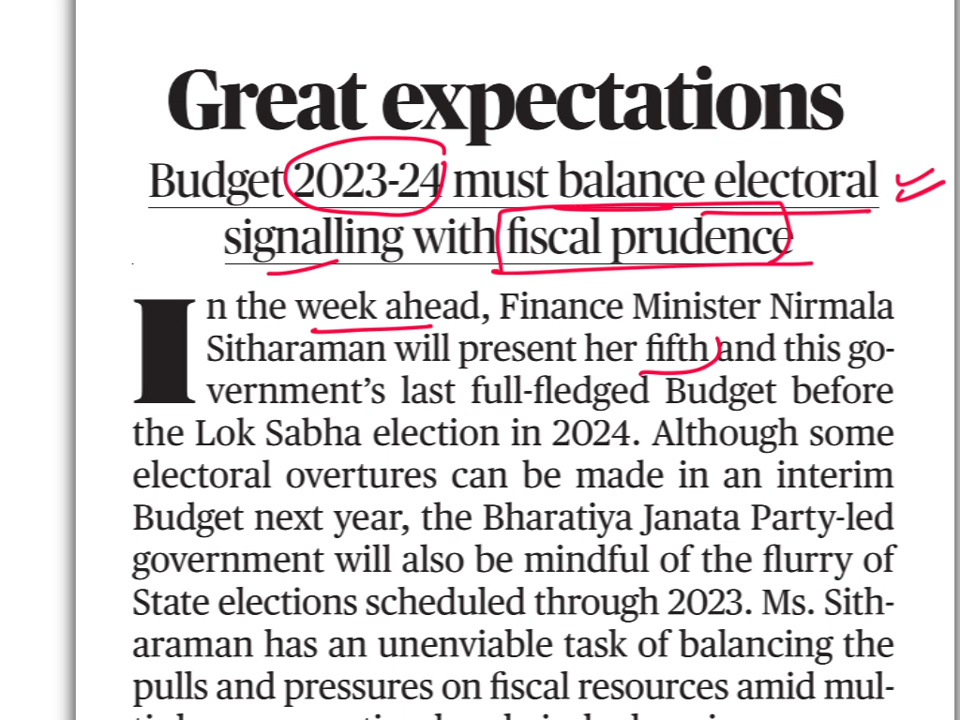 Great expectations
Budget 2023-24 must balance electoral
signalling with fiscal prudence
In the week ahead, Finance Minister Nirmala
Sitharaman will present her fifth and this go-
vernment's last full-fledged Budget before
the Lok Sabha election in 2024. Although some
electoral overtures can be made in an interim
Budget next year, the Bharatiya Janata Party-led
government will also be mindful of the flurry of
State elections scheduled through 2023. Ms. Sith-
araman has an unenviable task of balancing the
pulls and pressures on fiscal resources amid mul-